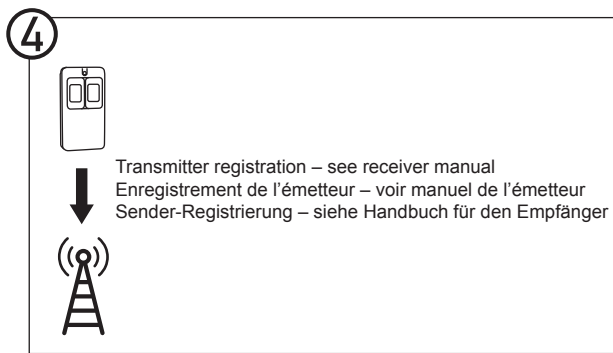 4
Transmitter registration – see receiver manual
Enregistrement de l’émetteur – voir manuel de l’émetteur
Sender-Registrierung – siehe Handbuch für den Empfänger